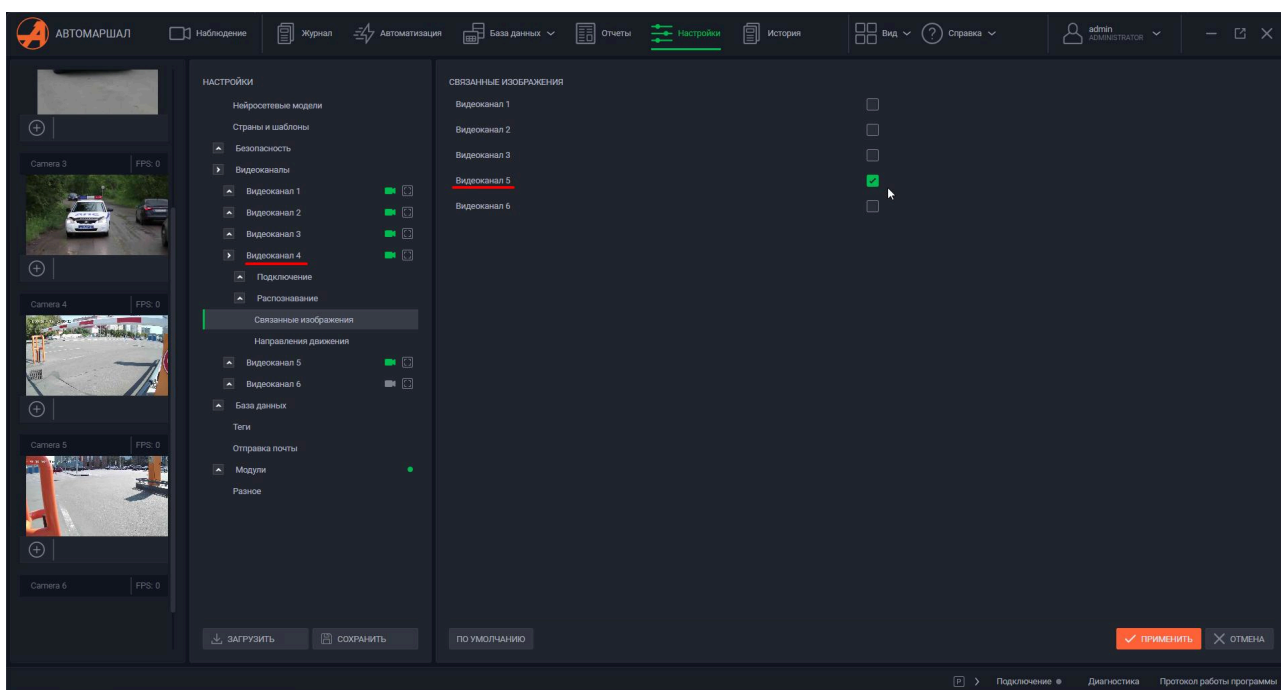 АВТОМАРШАЛ
Наблюдение
Журнал
Автоматизация
База данных
Отчеты
Настройки
История
Вид
Справка
admin
ADMINISTRATOR
Camera 3 FPS: 0
Camera 4 FPS: 0
Camera 5 FPS: 0
Camera 6 FPS: 0
НАСТРОЙКИ
Нейросетевые модели
Страны и шаблоны
Безопасность
Видеоканалы
Видеоканал 1
Видеоканал 2
Видеоканал 3
Видеоканал 4
Подключение
Распознавание
Связанные изображения
Направления движения
Видеоканал 5
Видеоканал 6
База данных
Теги
Отправка почты
Модули
Разное
ЗАГРУЗИТЬ
СОХРАНИТЬ
СВЯЗАННЫЕ ИЗОБРАЖЕНИЯ
Видеоканал 1
Видеоканал 2
Видеоканал 3
Видеоканал 5
Видеоканал 6
ПО УМОЛЧАНИЮ
ПРИМЕНИТЬ
ОТМЕНА
P
Подключение
Диагностика
Протокол работы программы